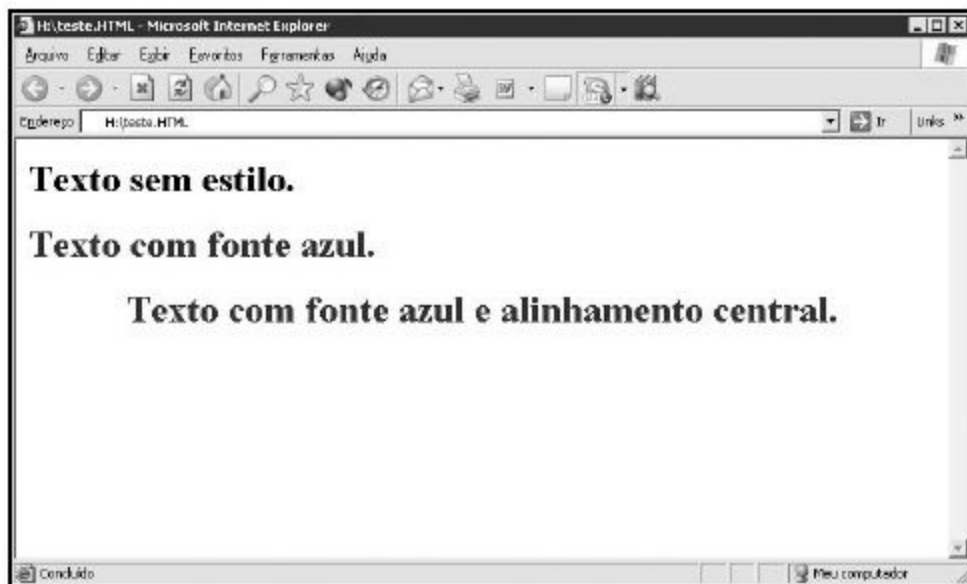 H:\teste.HTML - Microsoft Internet Explorer
Arquivo Editar Exibir Favoritos Ferramentas Ajuda
Endereço H:\teste.HTML Ir Links »
Texto sem estilo.
Texto com fonte azul.
Texto com fonte azul e alinhamento central.
Concluído Meu computador